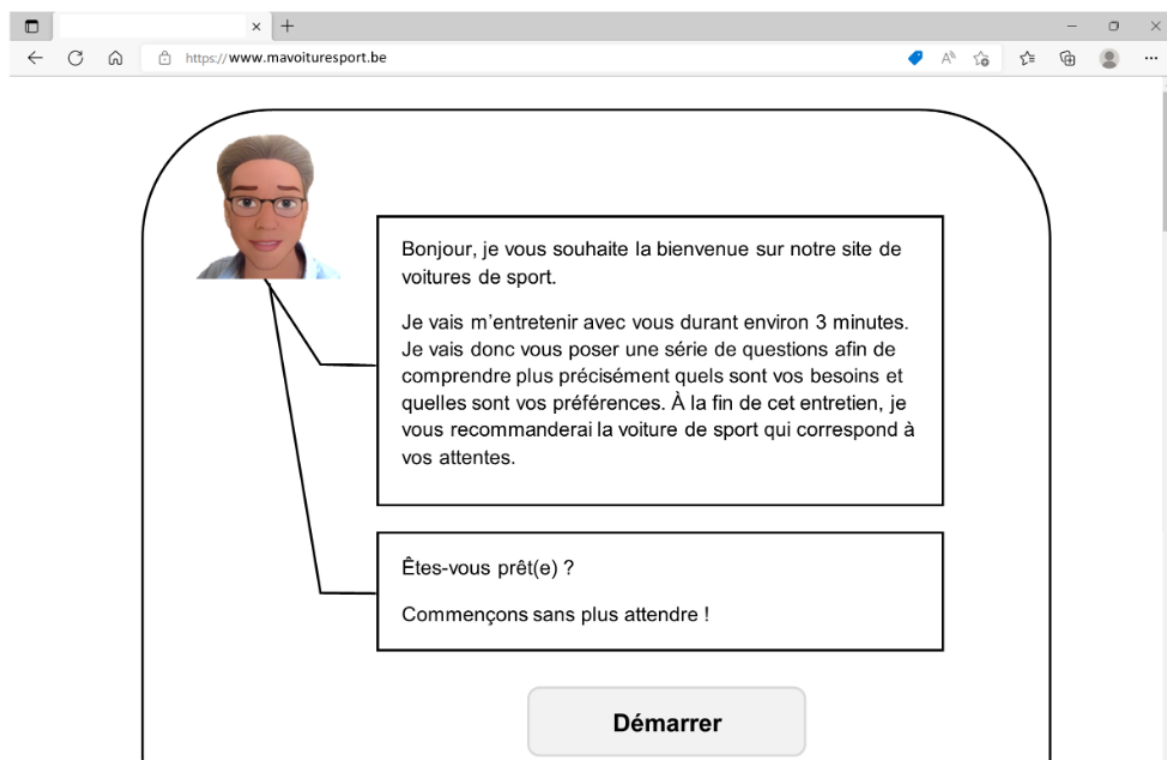 https://www.mavoituresport.be
Bonjour, je vous souhaite la bienvenue sur notre site de
voitures de sport.
Je vais m’entretenir avec vous durant environ 3 minutes.
Je vais donc vous poser une série de questions afin de
comprendre plus précisément quels sont vos besoins et
quelles sont vos préférences. À la fin de cet entretien, je
vous recommanderai la voiture de sport qui correspond à
vos attentes.
Êtes-vous prêt(e) ?
Commençons sans plus attendre !
Démarrer